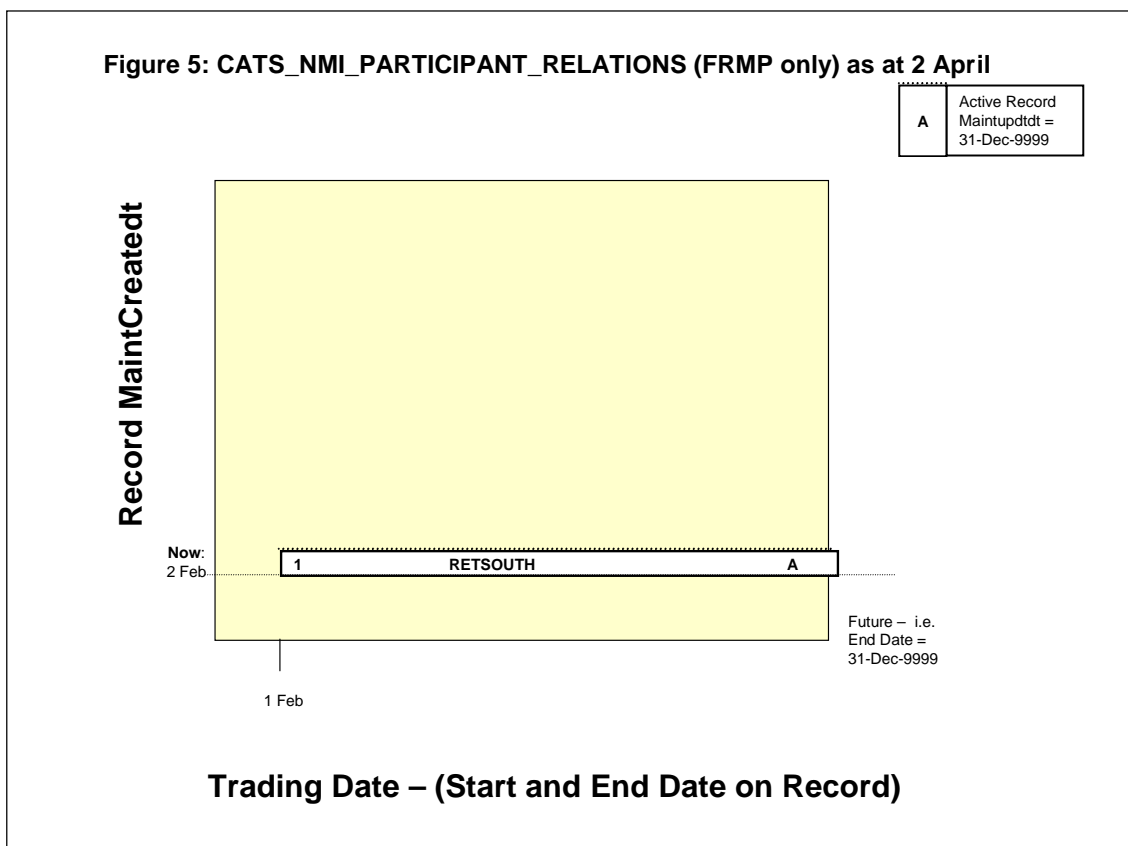 Figure 5: CATS_NMI_PARTICIPANT_RELATIONS (FRMP only) as at 2 April
A
Active Record
Maintupdtdt =
31-Dec-9999
Record MaintCreatedt
Now:
2 Feb
1 RETSOUTH A
Future – i.e.
End Date =
31-Dec-9999
1 Feb
Trading Date – (Start and End Date on Record)